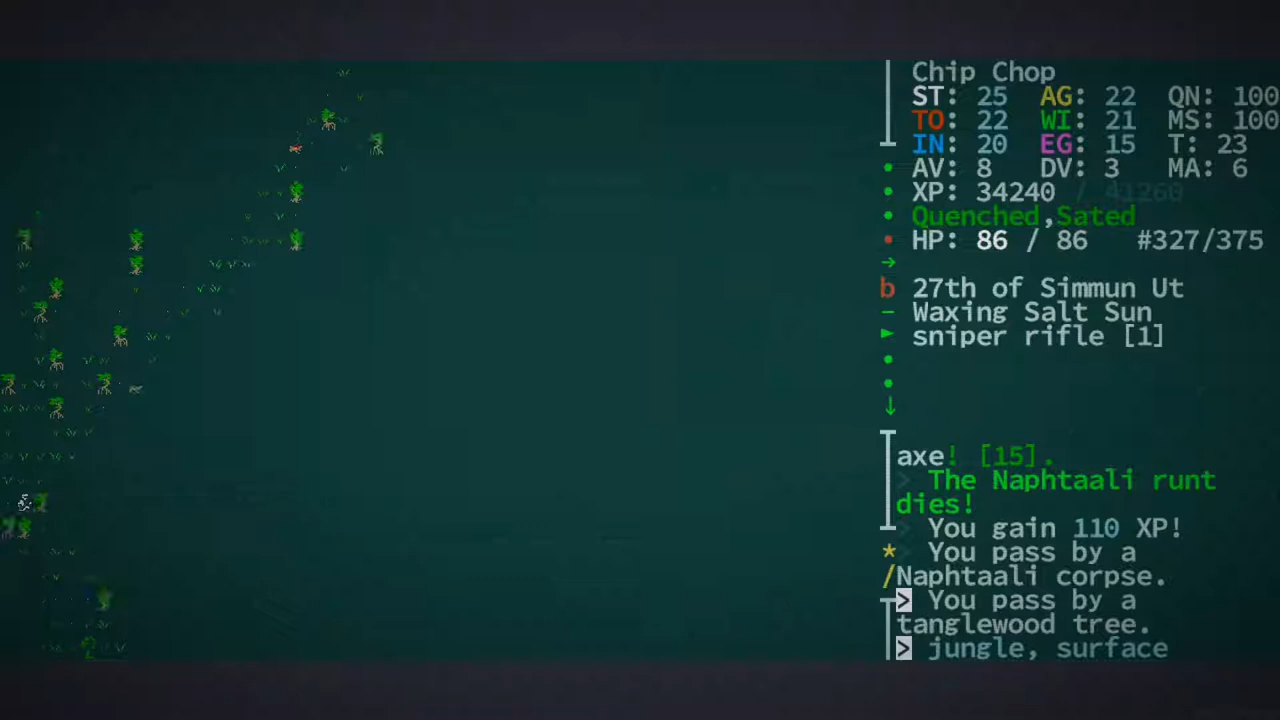 Chip Chop
ST: 25 AG: 22 QN: 100
TO: 22 WI: 21 MS: 100
IN: 20 EG: 15 T: 23
AV: 8 DV: 3 MA: 6
XP: 34240 / 41260
Quenched,Sated
HP: 86 / 86 #327/375
b 27th of Simmun Ut
Waxing Salt Sun
sniper rifle [1]
axe! [15].
> The Naphtaali runt
dies!
> You gain 110 XP!
* > You pass by a
/Naphtaali corpse.
> You pass by a
tanglewood tree.
> jungle, surface